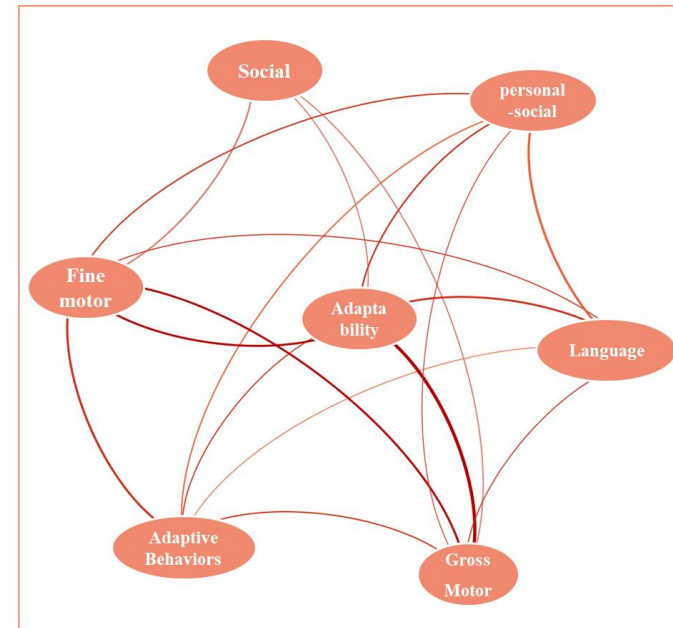 Social
personal
-social
Fine
motor
Adapta
bility
Language
Adaptive
Behaviors
Gross
Motor